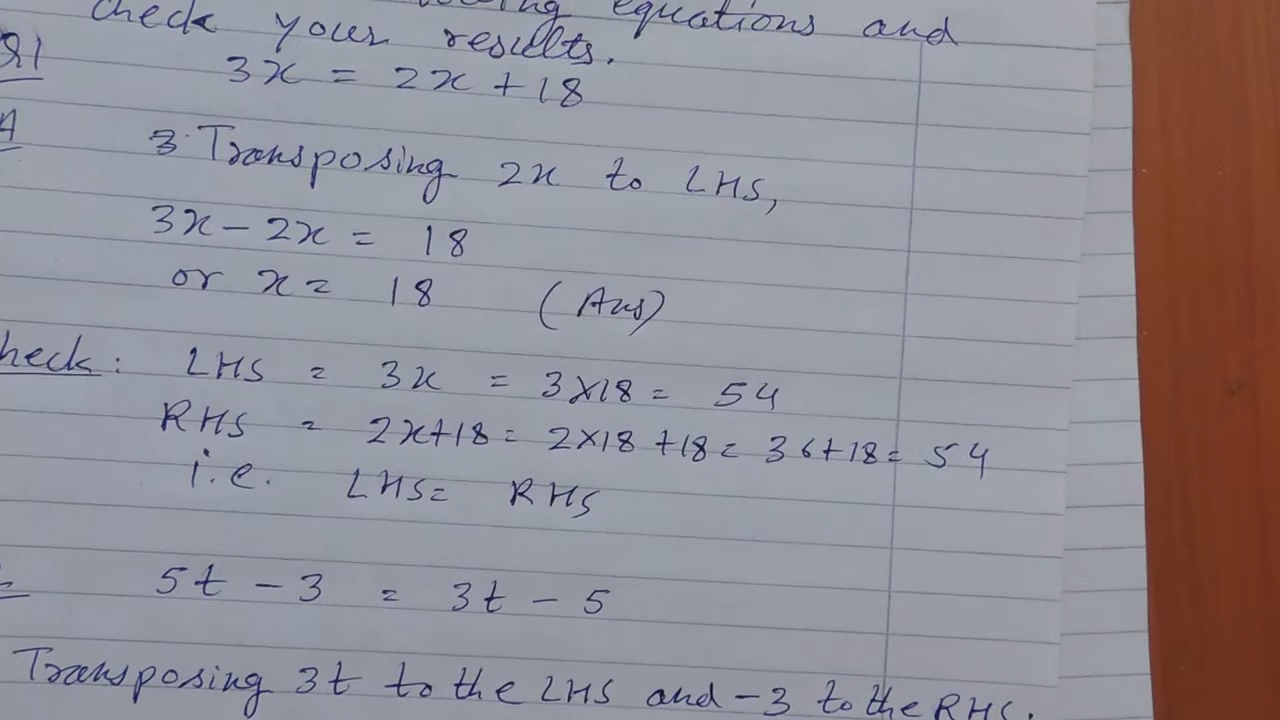 equations and
check your results.
Q1 3x = 2x + 18
A 3 Transposing 2x to LHS,
3x - 2x = 18
or x = 18 (Ans)
heck: LHS = 3x = 3×18 = 54
RHS = 2x+18 = 2×18 +18 = 36+18 = 54
i.e. LHS = RHS
5t - 3 = 3t - 5
Transposing 3t to the LHS and -3 to the RHS.